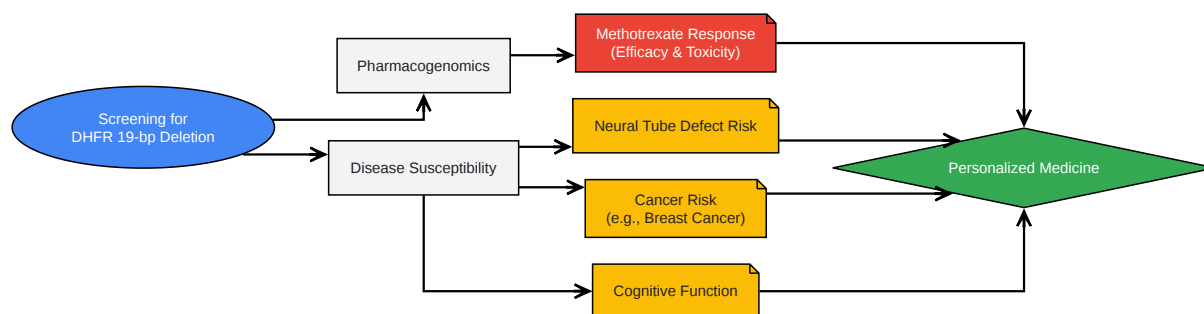 Screening for
DHFR 19-bp Deletion
Pharmacogenomics
Disease Susceptibility
Methotrexate Response
(Efficacy & Toxicity)
Neural Tube Defect Risk
Cancer Risk
(e.g., Breast Cancer)
Cognitive Function
Personalized Medicine